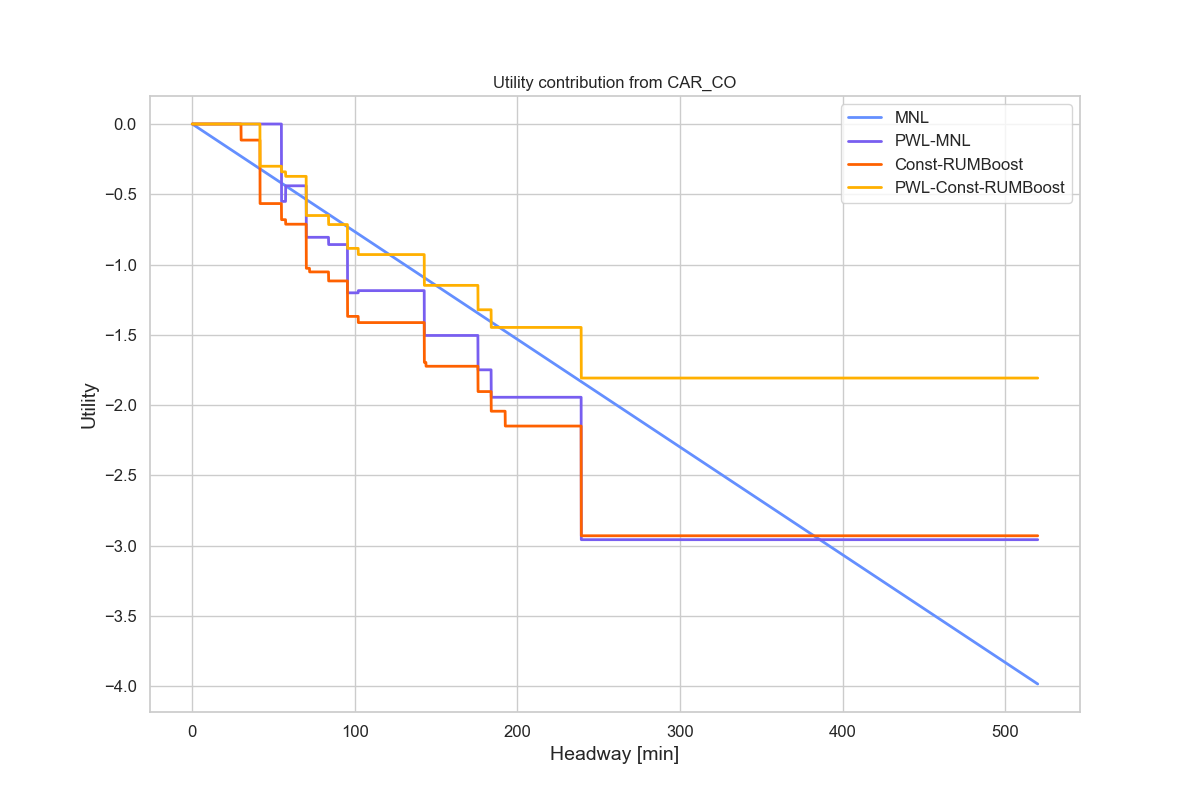 Utility contribution from CAR_CO
MNL
PWL-MNL
Const-RUMBoost
PWL-Const-RUMBoost
0.0
−0.5
−1.0
−1.5
−2.0
−2.5
−3.0
−3.5
−4.0
Utility
0 100 200 300 400 500
Headway [min]